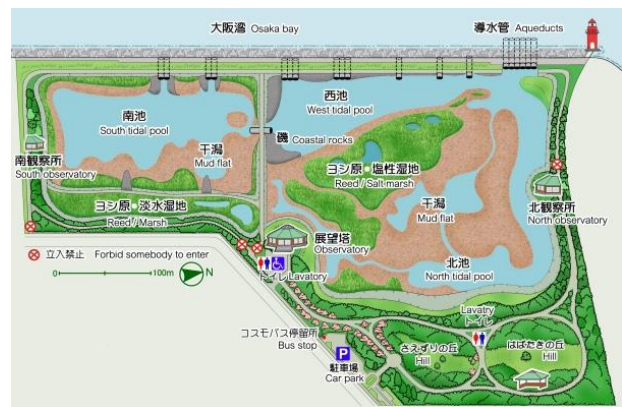 大阪湾 Osaka bay
導水管 Aqueducts
南池
South tidal pool
西池
West tidal pool
磯 Coastal rocks
干潟
Mud flat
南観察所
South observatory
ヨシ原・塩性湿地
Reed / Salt marsh
干潟
Mud flat
ヨシ原・淡水湿地
Reed / Marsh
北観察所
North observatory
展望塔
Observatory
立入禁止 Forbid somebody to enter
0 100m N
トイレ Lavatory
北池
North tidal pool
Lavatry
トイレ
コスモバス停留所
Bus stop
P
駐車場
Car park
さえずりの丘
Hill
はばたきの丘
Hill